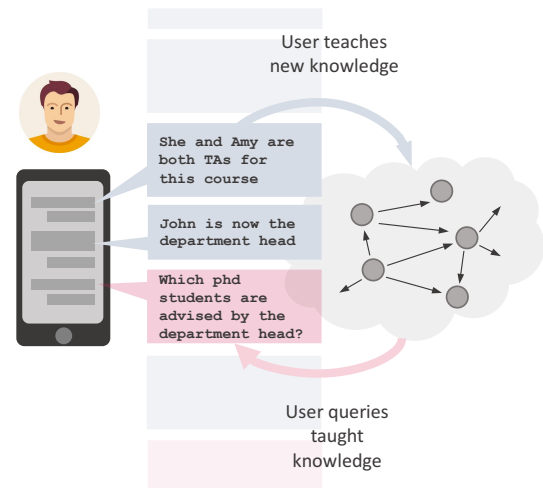 User teaches
new knowledge
She and Amy are
both TAs for
this course
John is now the
department head
Which phd
students are
advised by the
department head?
User queries
taught
knowledge